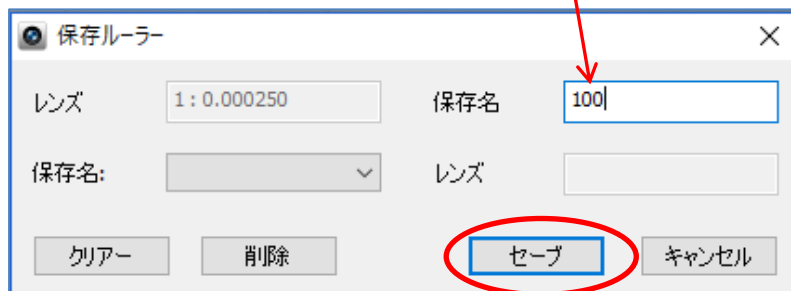 保存ルーラー
レンズ 1 : 0.000250 保存名 100
保存名: レンズ
クリアー 削除 セーブ キャンセル